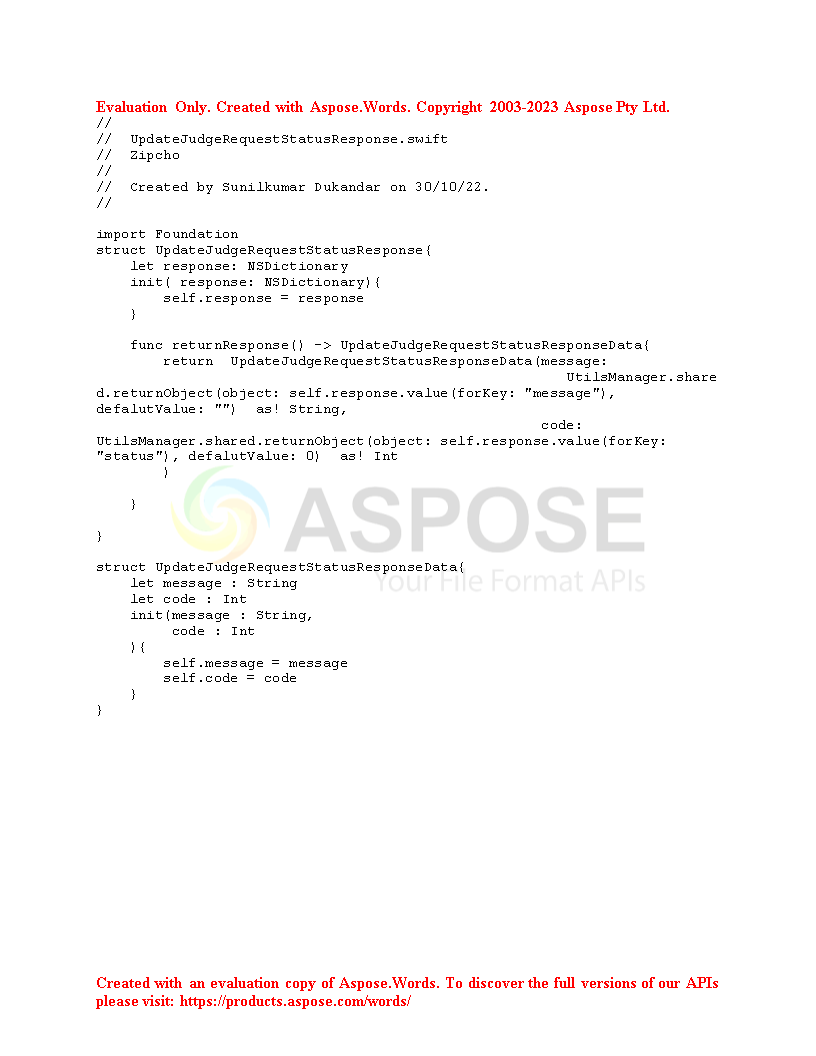 Evaluation Only. Created with Aspose.Words. Copyright 2003-2023 Aspose Pty Ltd.
//
//  UpdateJudgeRequestStatusResponse.swift
//  Zipcho
//
//  Created by Sunilkumar Dukandar on 30/10/22.
//

import Foundation
struct UpdateJudgeRequestStatusResponse{
    let response: NSDictionary
    init( response: NSDictionary){
        self.response = response
    }

    func returnResponse() -> UpdateJudgeRequestStatusResponseData{
        return  UpdateJudgeRequestStatusResponseData(message:
                                                        UtilsManager.share
d.returnObject(object: self.response.value(forKey: "message"),
defalutValue: "")  as! String,
                                                     code:
UtilsManager.shared.returnObject(object: self.response.value(forKey:
"status"), defalutValue: 0)  as! Int
        )

    }

}
ASPOSE
Your File Format APIs

struct UpdateJudgeRequestStatusResponseData{
    let message : String
    let code : Int
    init(message : String,
         code : Int
    ){
        self.message = message
        self.code = code
    }
}
Created with an evaluation copy of Aspose.Words. To discover the full versions of our APIs
please visit: https://products.aspose.com/words/